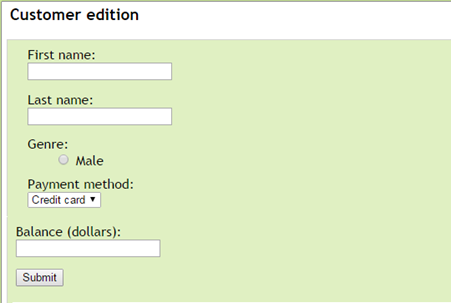 Customer edition
First name:
Last name:
Genre:
Male
Payment method:
Credit card
Balance (dollars):
Submit